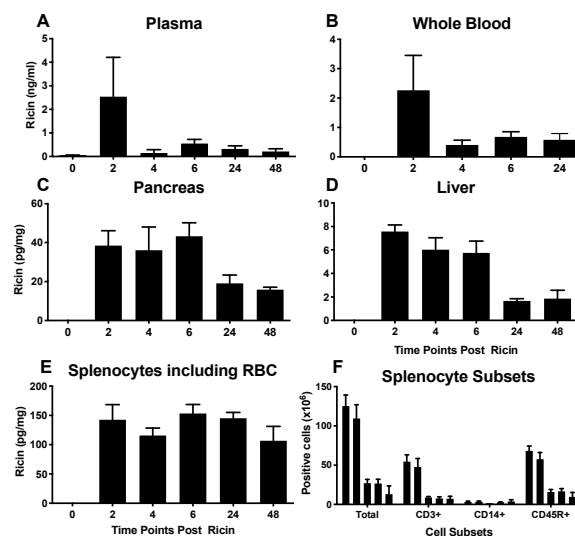 A Plasma
Ricin (ng/ml)
5
4
3
2
1
0
0 2 4 6 24 48
B Whole Blood
4
3
2
1
0
0 2 4 6 24
C Pancreas
Ricin (pg/mg)
60
40
20
0
0 2 4 6 24 48
D Liver
8
6
4
2
0
0 2 4 6 24 48
Time Points Post Ricin
E Splenocytes including RBC
Ricin (pg/mg)
200
150
100
50
0
0 2 4 6 24 48
Time Points Post Ricin
F Splenocyte Subsets
Positive cells (x10⁶)
150
100
50
0
Total CD3+ CD14+ CD45R+
Cell Subsets